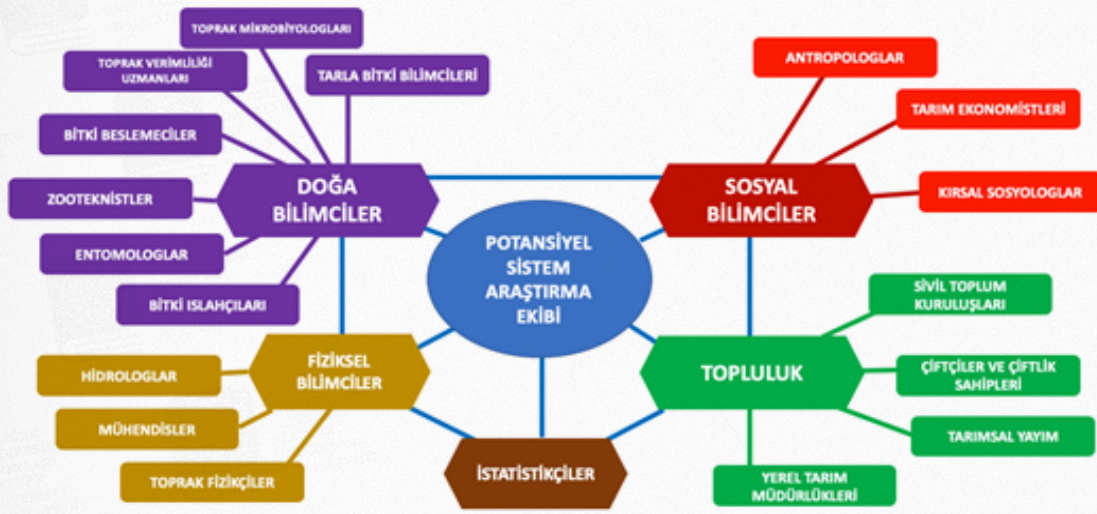 TOPRAK MİKROBİYOLOGLARI
TOPRAK VERİMLİLİĞİ
UZMANLARI
TARLA BİTKİ BİLİMCİLERİ
BİTKİ BESLEMECİLER
ZOOTEKNİSTLER
ENTOMOLOGLAR
BİTKİ ISLAHÇILARI
DOĞA
BİLİMCİLER
ANTROPOLOGLAR
TARIM EKONOMİSTLERİ
KIRSAL SOSYOLOGLAR
SOSYAL
BİLİMCİLER
POTANSİYEL
SİSTEM
ARAŞTIRMA
EKİBİ
FİZİKSEL
BİLİMCİLER
HİDROLOGLAR
MÜHENDİSLER
TOPRAK FİZİKÇİLER
İSTATİSTİKÇİLER
TOPLULUK
SİVİL TOPLUM
KURULUŞLARI
ÇİFTÇİLER VE ÇİFTLİK
SAHİPLERİ
TARIMSAL YAYIM
YEREL TARIM
MÜDÜRLÜKLERİ